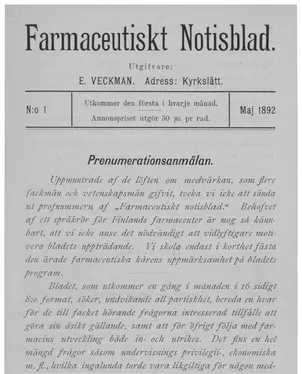 Farmaceutiskt Notisblad.
Utgifvare:
E. VECKMAN. Adress: Kyrkslätt.
N:o 1
Utkommer den första i hvarje månad.
Annonspriset utgör 50 pi. pr rad.
Maj 1892
Prenumerationsanmälan.
Uppmuntrade af de löften om medvärkan, som flere
fackmän och vetenskapsmän gifvit, tveka vi icke att sända
ut profnummern af „Farmaceutiskt notisblad." Behofvet
af ett språkrör för Finlands farmaceuter är nog så känn-
bart, att vi icke anse det nödvändigt att vidlyftigare moti-
vera bladets uppträdande. Vi skola endast i korthet fästa
den ärade farmaceutiska kårens uppmärksamhet på bladets
program.
Bladet, som utkommer en gång i månaden i 16 sidigt
8:o format, söker, undvikande all partiskhet, bereda en hvar
för de till facket hörande frågorna intresserad tillfälle att
göra sin åsikt gällande, samt att för öfrigt följa med far-
macins utveckling både in- och utrikes. Det fins en hel
mängd frågor såsom undervisnings privilegii-, ekonomiska
m. fl., hvilka ingalunda torde vara likgiltiga för någon med-